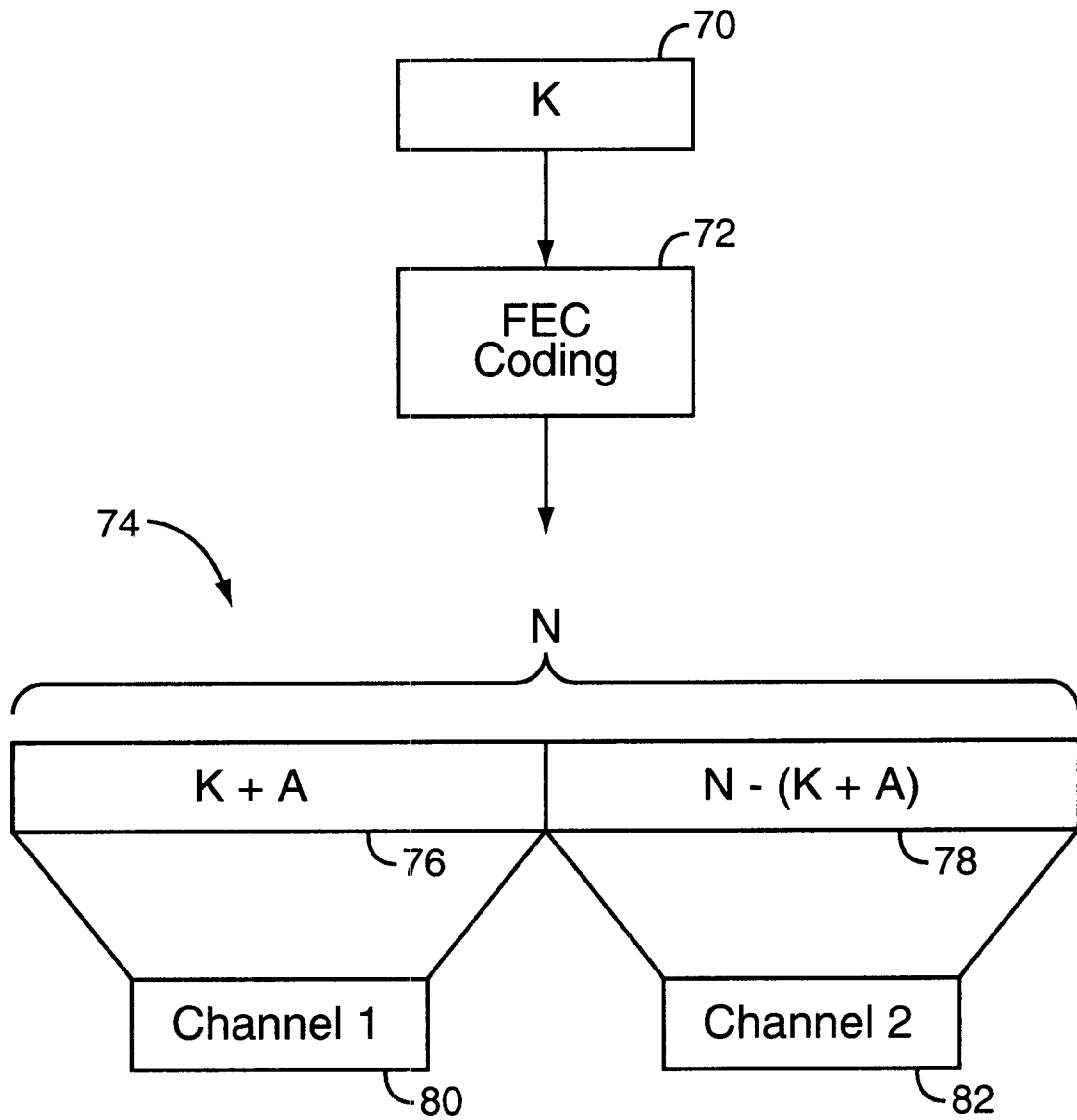 70
K
72
FEC
Coding
74
N
K + A
N - (K + A)
76
78
Channel 1
Channel 2
80
82